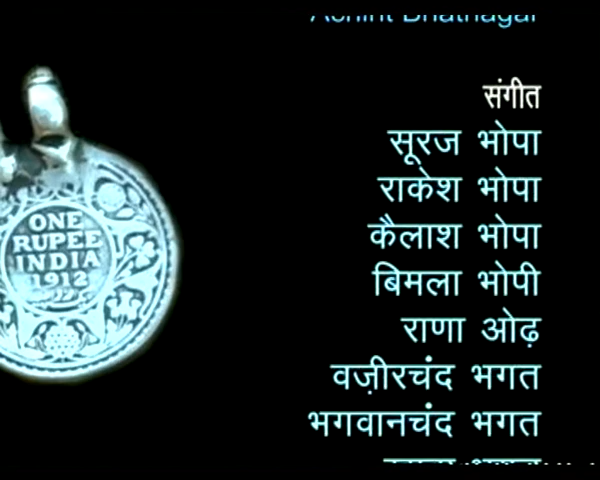 संगीत
सूरज भोपा
राकेश भोपा
कैलाश भोपा
बिमला भोपी
राणा ओढ़
वज़ीरचंद भगत
भगवानचंद भगत
ONE
RUPEE
INDIA
1912